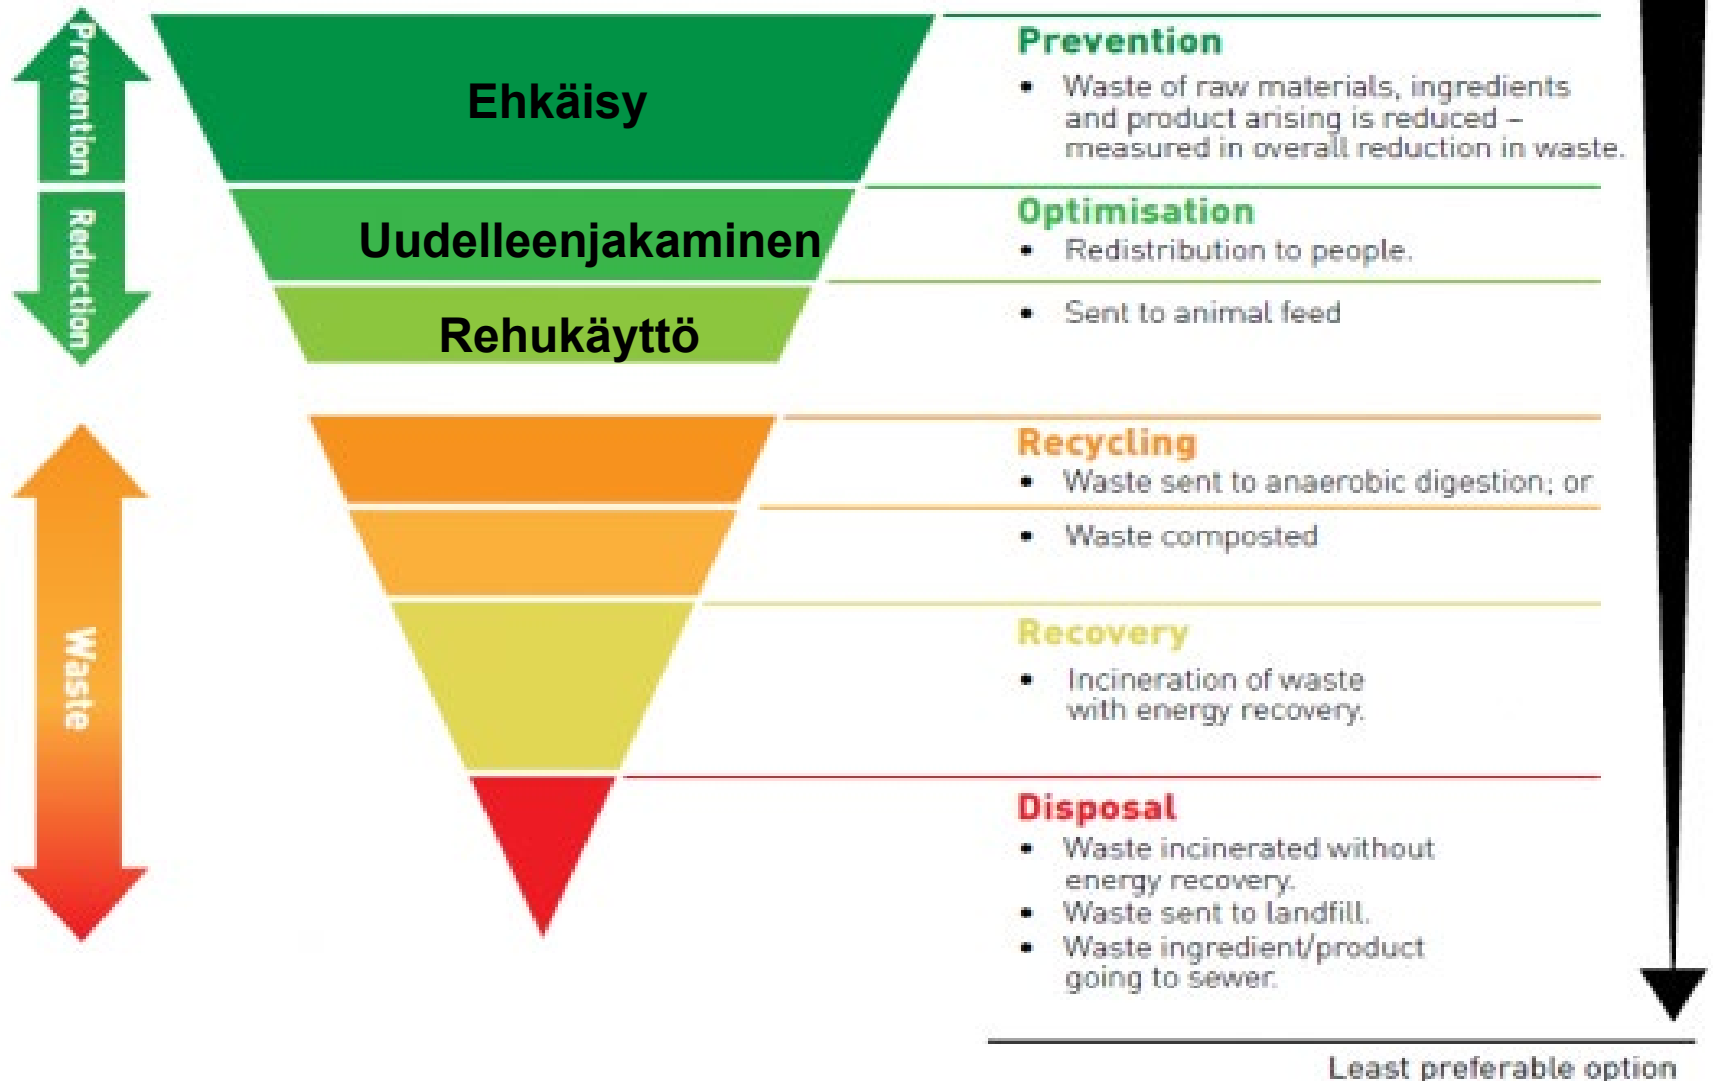 Prevention
Reduction
Waste
Ehkäisy
Uudelleenjakaminen
Rehukäyttö
Prevention
• Waste of raw materials, ingredients
and product arising is reduced –
measured in overall reduction in waste.
Optimisation
• Redistribution to people.
• Sent to animal feed
Recycling
• Waste sent to anaerobic digestion; or
• Waste composted
Recovery
• Incineration of waste
with energy recovery.
Disposal
• Waste incinerated without
energy recovery.
• Waste sent to landfill.
• Waste ingredient/product
going to sewer.
Least preferable option